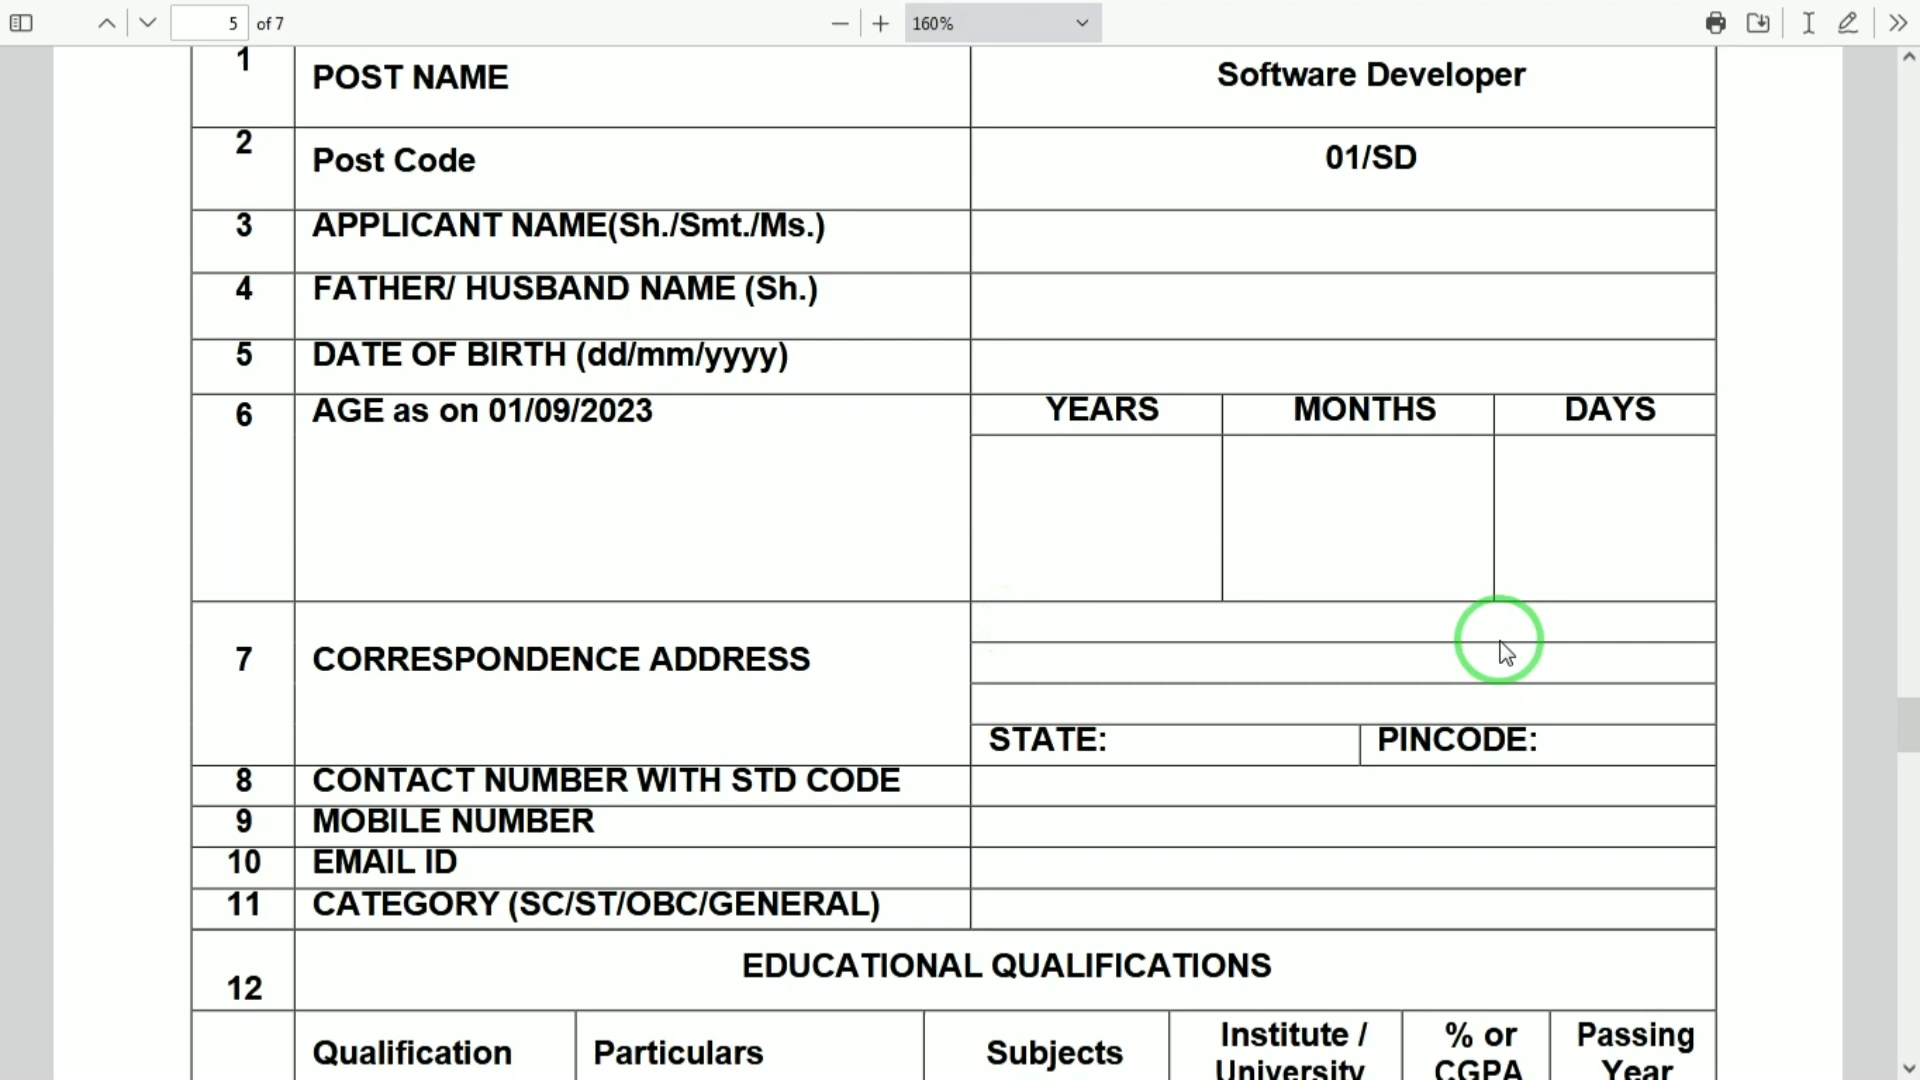 5 of 7 160%
1 POST NAME Software Developer
2 Post Code 01/SD
3 APPLICANT NAME(Sh./Smt./Ms.)
4 FATHER/ HUSBAND NAME (Sh.)
5 DATE OF BIRTH (dd/mm/yyyy)
6 AGE as on 01/09/2023 YEARS MONTHS DAYS
7 CORRESPONDENCE ADDRESS
STATE: PINCODE:
8 CONTACT NUMBER WITH STD CODE
9 MOBILE NUMBER
10 EMAIL ID
11 CATEGORY (SC/ST/OBC/GENERAL)
12 EDUCATIONAL QUALIFICATIONS
Qualification Particulars Subjects Institute / University % or CGPA Passing Year